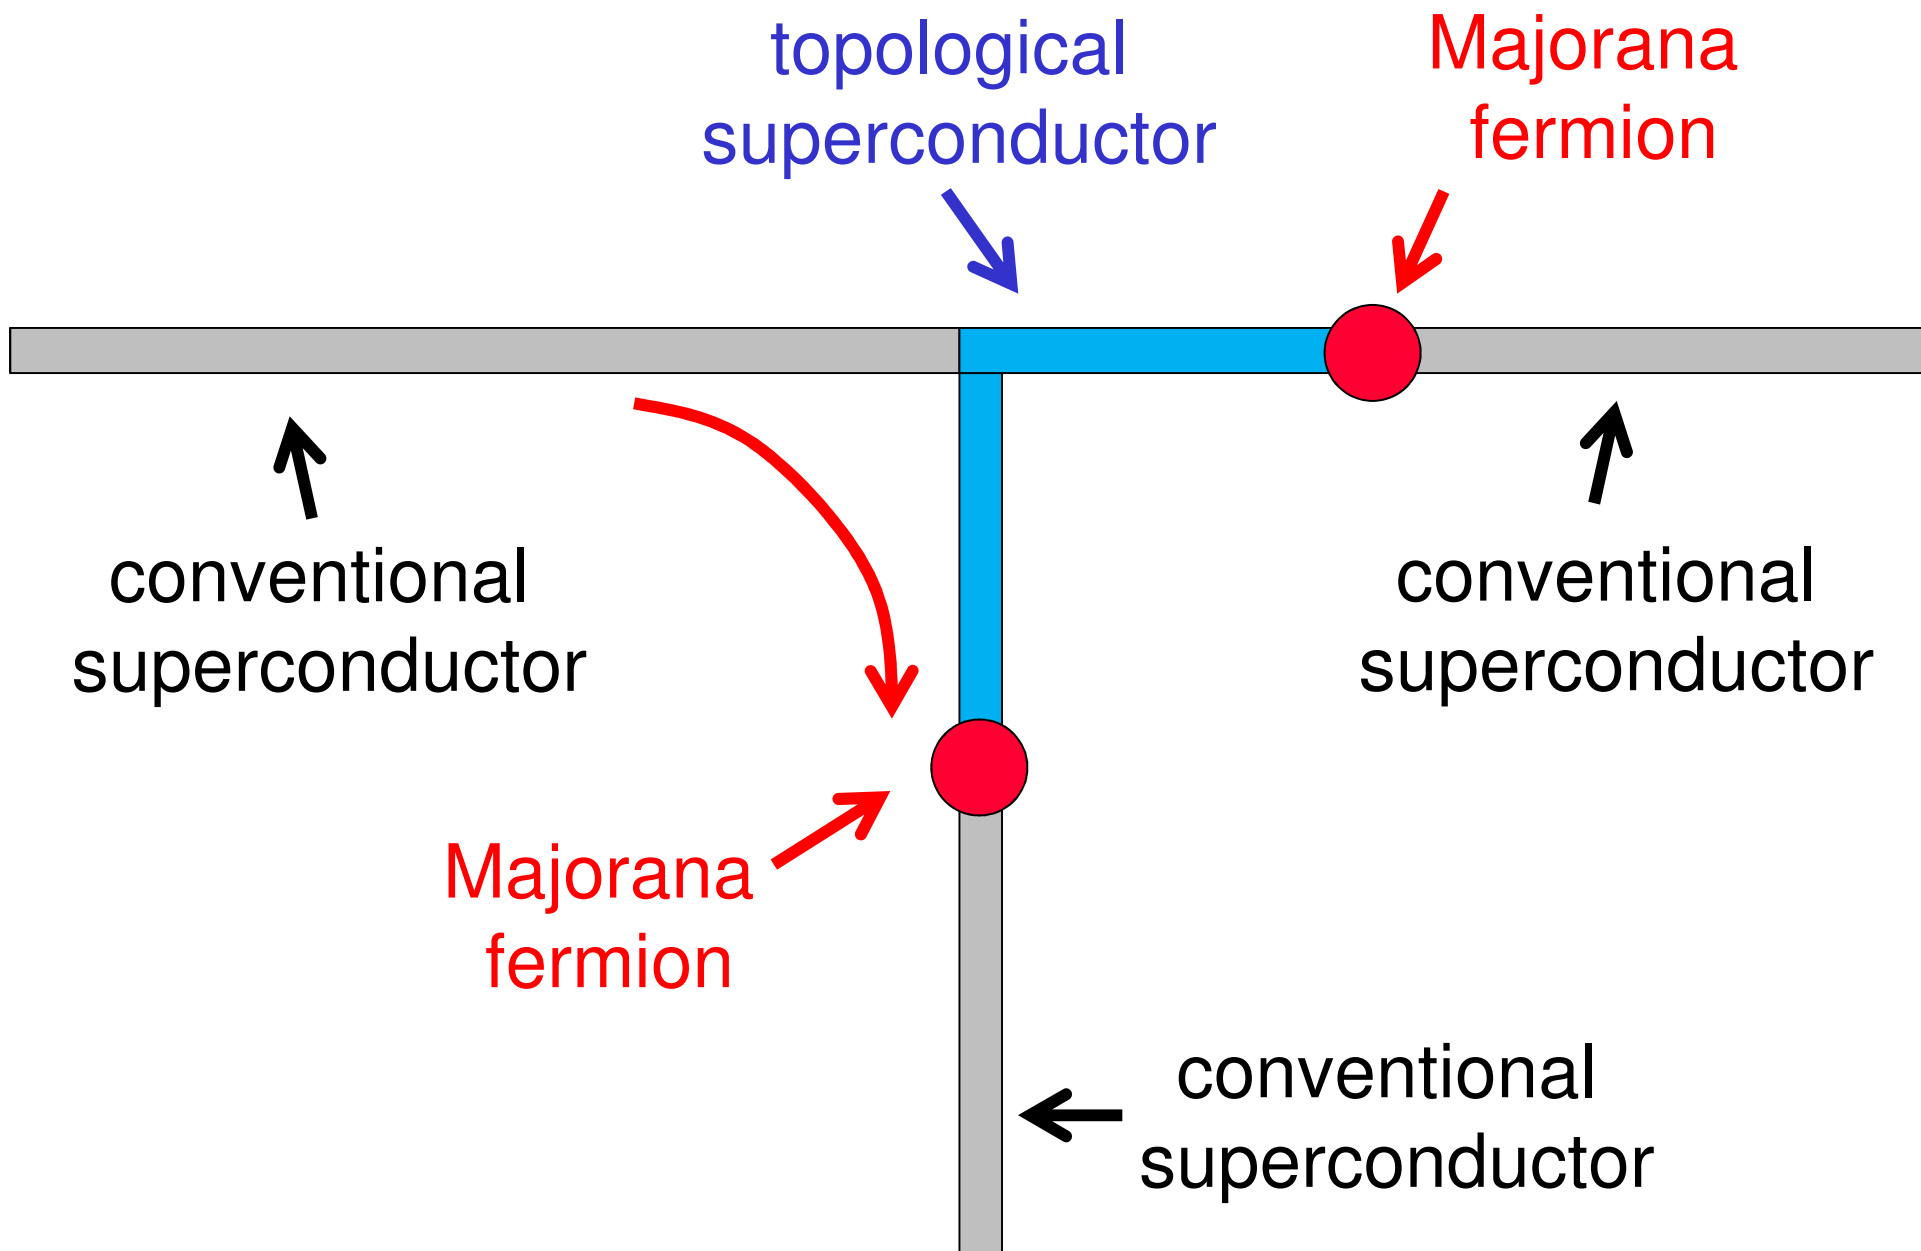 topological
superconductor
Majorana
fermion
conventional
superconductor
conventional
superconductor
Majorana
fermion
conventional
superconductor